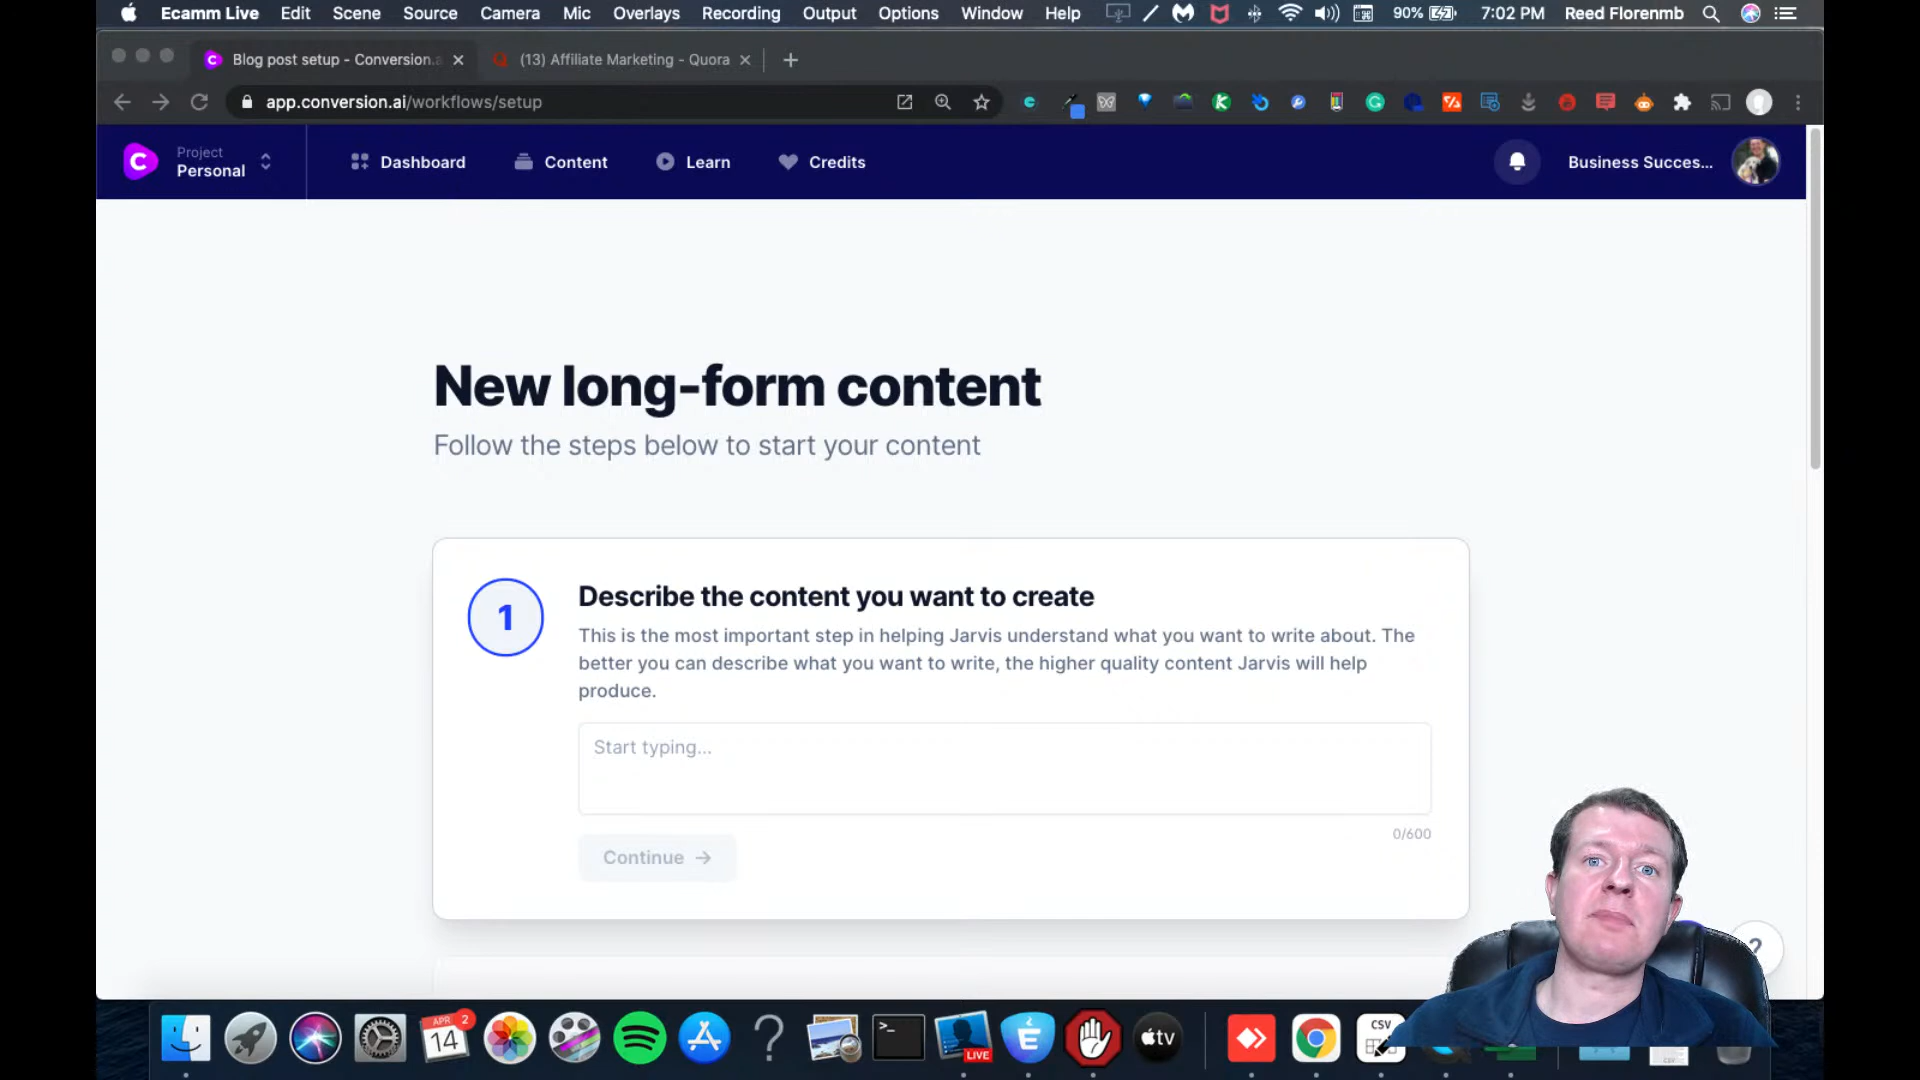 Ecamm Live Edit Scene Source Camera Mic Overlays Recording Output Options Window Help 90% 7:02 PM Reed Florenmb
Blog post setup - Conversion.a
(13) Affiliate Marketing - Quora
app.conversion.ai/workflows/setup
Project
Personal
Dashboard
Content
Learn
Credits
Business Succes...
New long-form content
Follow the steps below to start your content
1
Describe the content you want to create
This is the most important step in helping Jarvis understand what you want to write about. The
better you can describe what you want to write, the higher quality content Jarvis will help
produce.
Start typing...
0/600
Continue →
?
APR
2
14
LIVE
tv
CSV